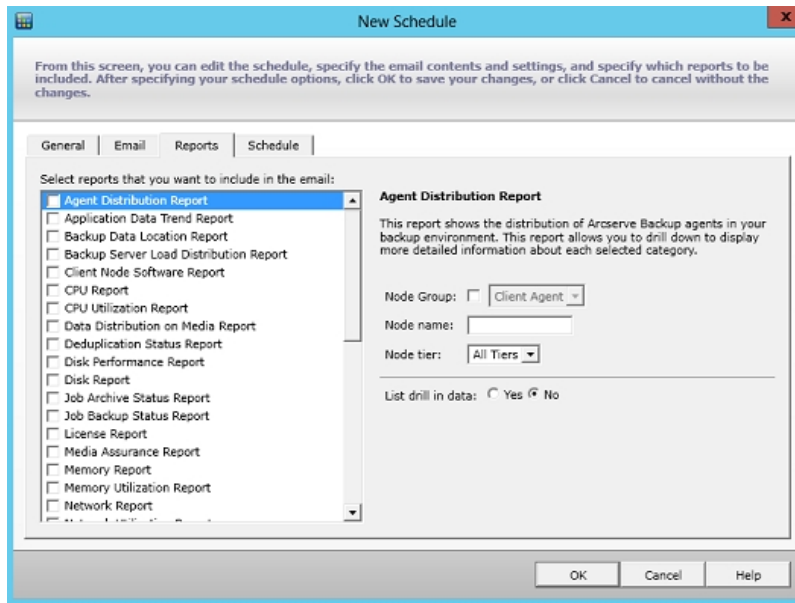 New Schedule
x
From this screen, you can edit the schedule, specify the email contents and settings, and specify which reports to be
included. After specifying your schedule options, click OK to save your changes, or click Cancel to cancel without the
changes.
General
Email
Reports
Schedule
Select reports that you want to include in the email:
Agent Distribution Report
Application Data Trend Report
Backup Data Location Report
Backup Server Load Distribution Report
Client Node Software Report
CPU Report
CPU Utilization Report
Data Distribution on Media Report
Deduplication Status Report
Disk Performance Report
Disk Report
Job Archive Status Report
Job Backup Status Report
License Report
Media Assurance Report
Memory Report
Memory Utilization Report
Network Report
Agent Distribution Report
This report shows the distribution of Arcserve Backup agents in your
backup environment. This report allows you to drill down to display
more detailed information about each selected category.
Node Group: Client Agent
Node name:
Node tier: All Tiers
List drill in data: Yes No
OK
Cancel
Help